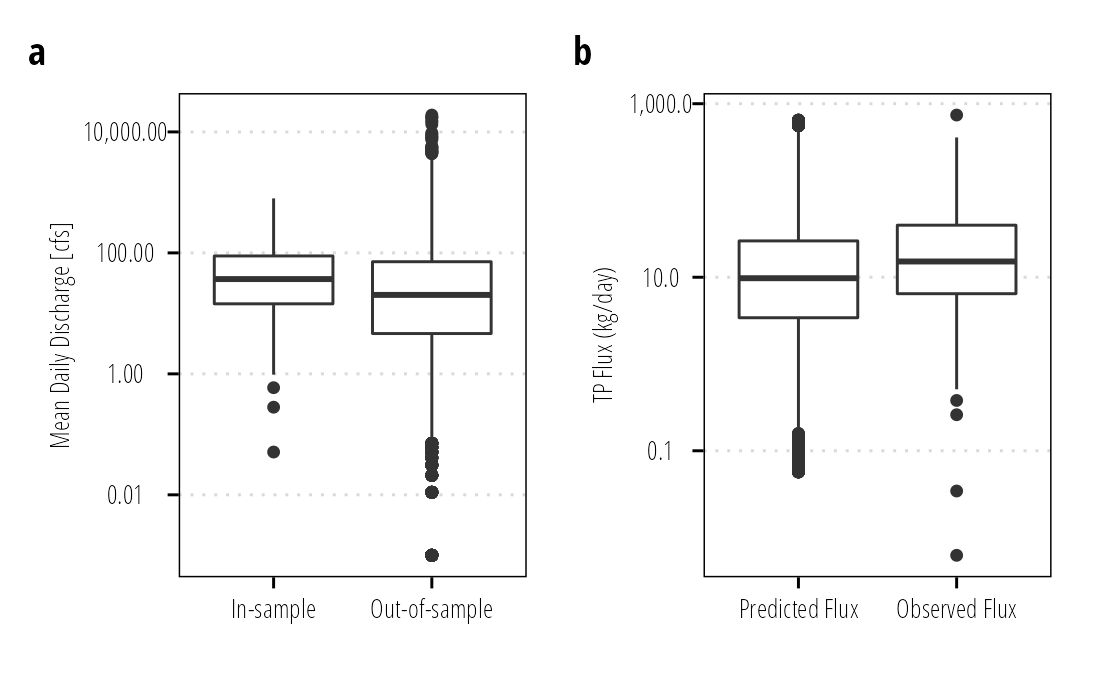 a
Mean Daily Discharge [cfs]
10,000.00
100.00
1.00
0.01
In-sample
Out-of-sample
b
TP Flux (kg/day)
1,000.0
10.0
0.1
Predicted Flux
Observed Flux